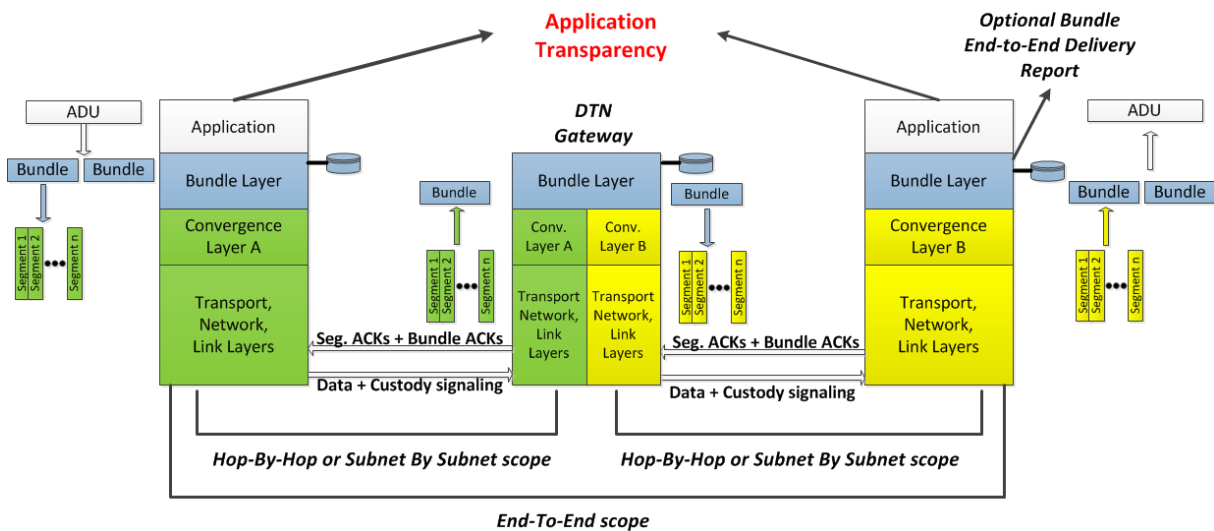 Application
Transparency
Optional Bundle
End-to-End Delivery
Report
ADU
Bundle
Bundle
Segment 1
Segment 2
Segment n
Application
Bundle Layer
Convergence
Layer A
Transport,
Network,
Link Layers
Bundle
Segment 1
Segment 2
Segment n
DTN
Gateway
Bundle Layer
Conv.
Layer A
Conv.
Layer B
Transport
Network,
Link
Layers
Transport
Network,
Link
Layers
Bundle
Segment 1
Segment 2
Segment n
Application
Bundle Layer
Convergence
Layer B
Transport,
Network,
Link Layers
ADU
Bundle
Bundle
Segment 1
Segment 2
Segment n
Seg. ACKs + Bundle ACKs
Data + Custody signaling
Seg. ACKs + Bundle ACKs
Data + Custody signaling
Hop-By-Hop or Subnet By Subnet scope
Hop-By-Hop or Subnet By Subnet scope
End-To-End scope